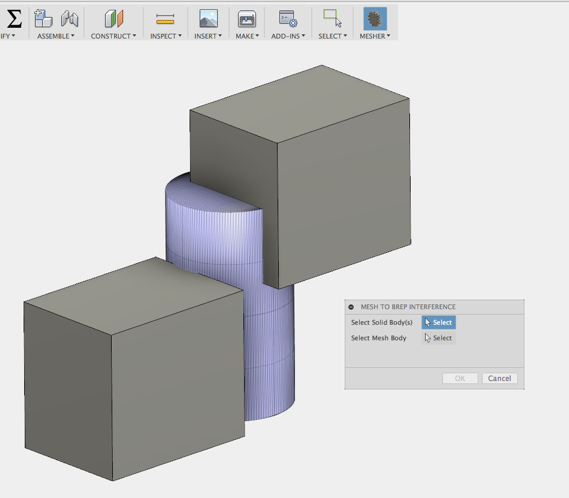 IFY▾ ASSEMBLE▾ CONSTRUCT▾ INSPECT▾ INSERT▾ MAKE▾ ADD-INS▾ SELECT▾ MESHER▾
MESH TO BREP INTERFERENCE
Select Solid Body(s) Select
Select Mesh Body Select
OK Cancel